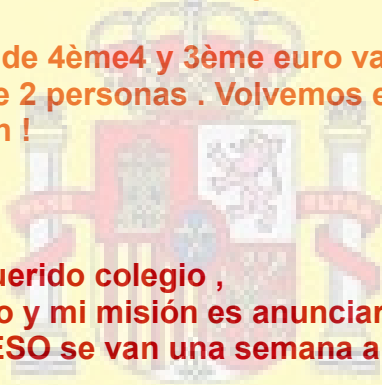 de 4ème4 y 3ème euro va
e 2 personas . Volvemos e
n !
uerido colegio ,
o y mi misión es anunciar
ESO se van una semana a